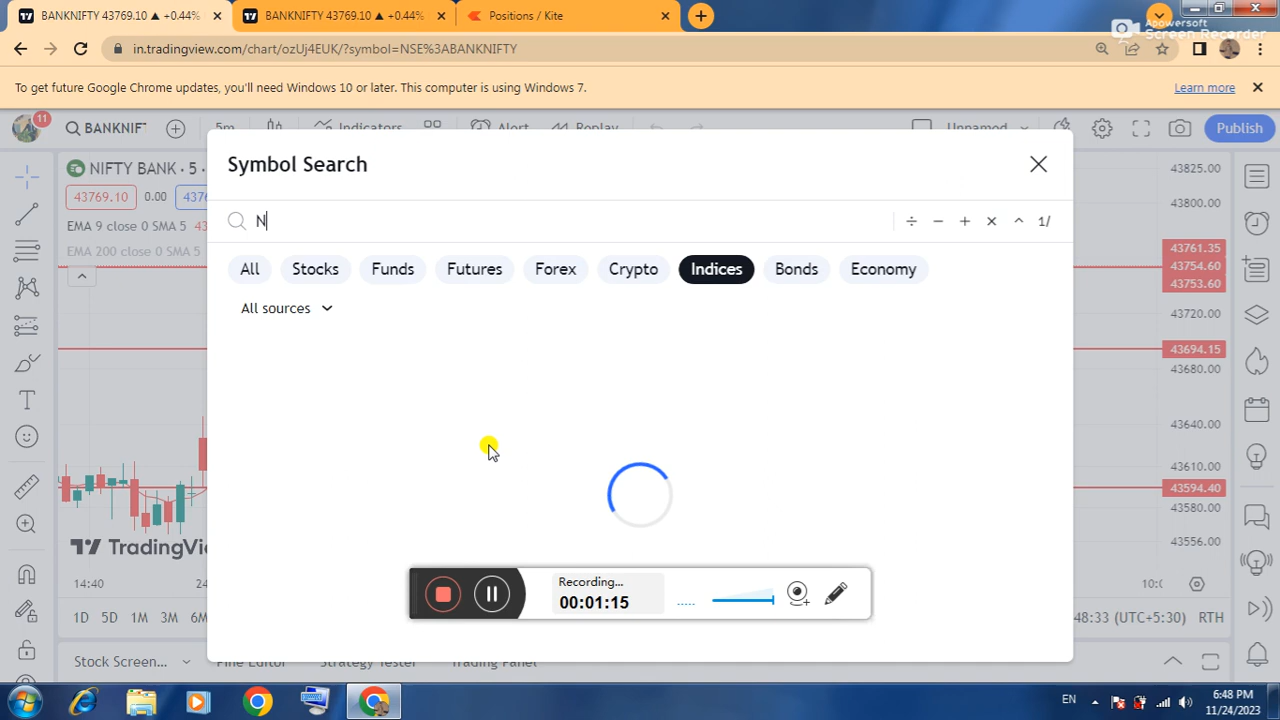 BANKNIFTY 43769.10 ▲ +0.44%
BANKNIFTY 43769.10 ▲ +0.44%
Positions / Kite
Apowersoft
Screen Recorder
in.tradingview.com/chart/ozUj4EUK/?symbol=NSE%3ABANKNIFTY
To get future Google Chrome updates, you'll need Windows 10 or later. This computer is using Windows 7.
Learn more
11
BANKNIF
5m
Indicators
Alert
Replay
Unnamed
Publish
NIFTY BANK · 5 ·
43769.10
0.00
EMA 9 close 0 SMA 5
EMA 200 close 0 SMA 5
Symbol Search
N
÷ − + × ^ 1/
All
Stocks
Funds
Futures
Forex
Crypto
Indices
Bonds
Economy
All sources
43825.00
43800.00
43761.35
43754.60
43753.60
43720.00
43694.15
43680.00
43640.00
43610.00
43594.40
43580.00
43556.00
TradingView
14:40
1D 5D 1M 3M
48:33 (UTC+5:30) RTH
Stock Screen...
Pine Editor
Strategy Tester
Trading Panel
Recording...
00:01:15
EN
6:48 PM
11/24/2023